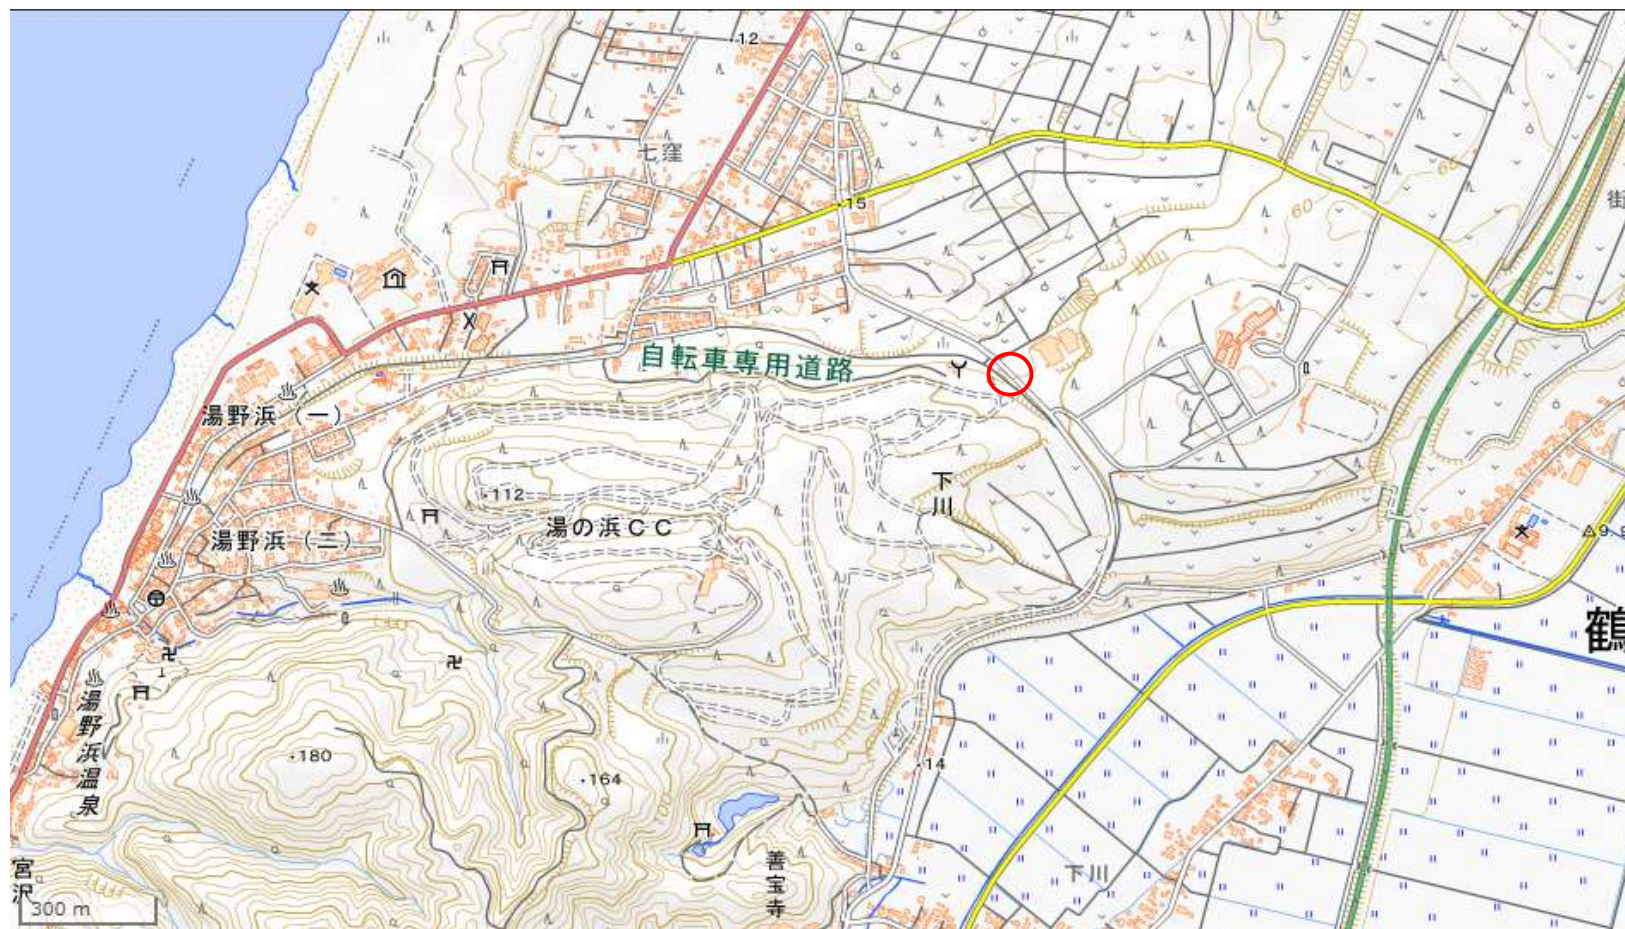 12
七窪
65
街
15
60
自転車専用道路
湯野浜(一)
下川
112
湯の浜CC
湯野浜(二)
9.9
鶴
湯野浜温泉
180
164
14
宮沢
善宝寺
下川
300 m